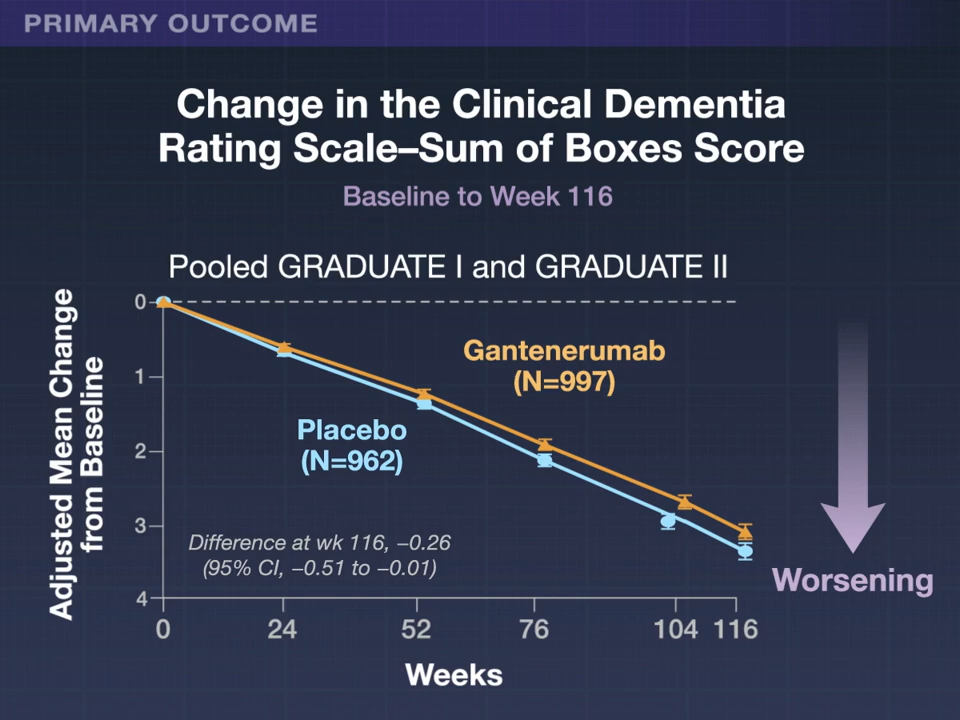 PRIMARY OUTCOME
Change in the Clinical Dementia
Rating Scale–Sum of Boxes Score
Baseline to Week 116
Pooled GRADUATE I and GRADUATE II
Adjusted Mean Change
from Baseline
0
1
2
3
4
Gantenerumab
(N=997)
Placebo
(N=962)
Difference at wk 116, −0.26
(95% CI, −0.51 to −0.01)
Worsening
0 24 52 76 104 116
Weeks